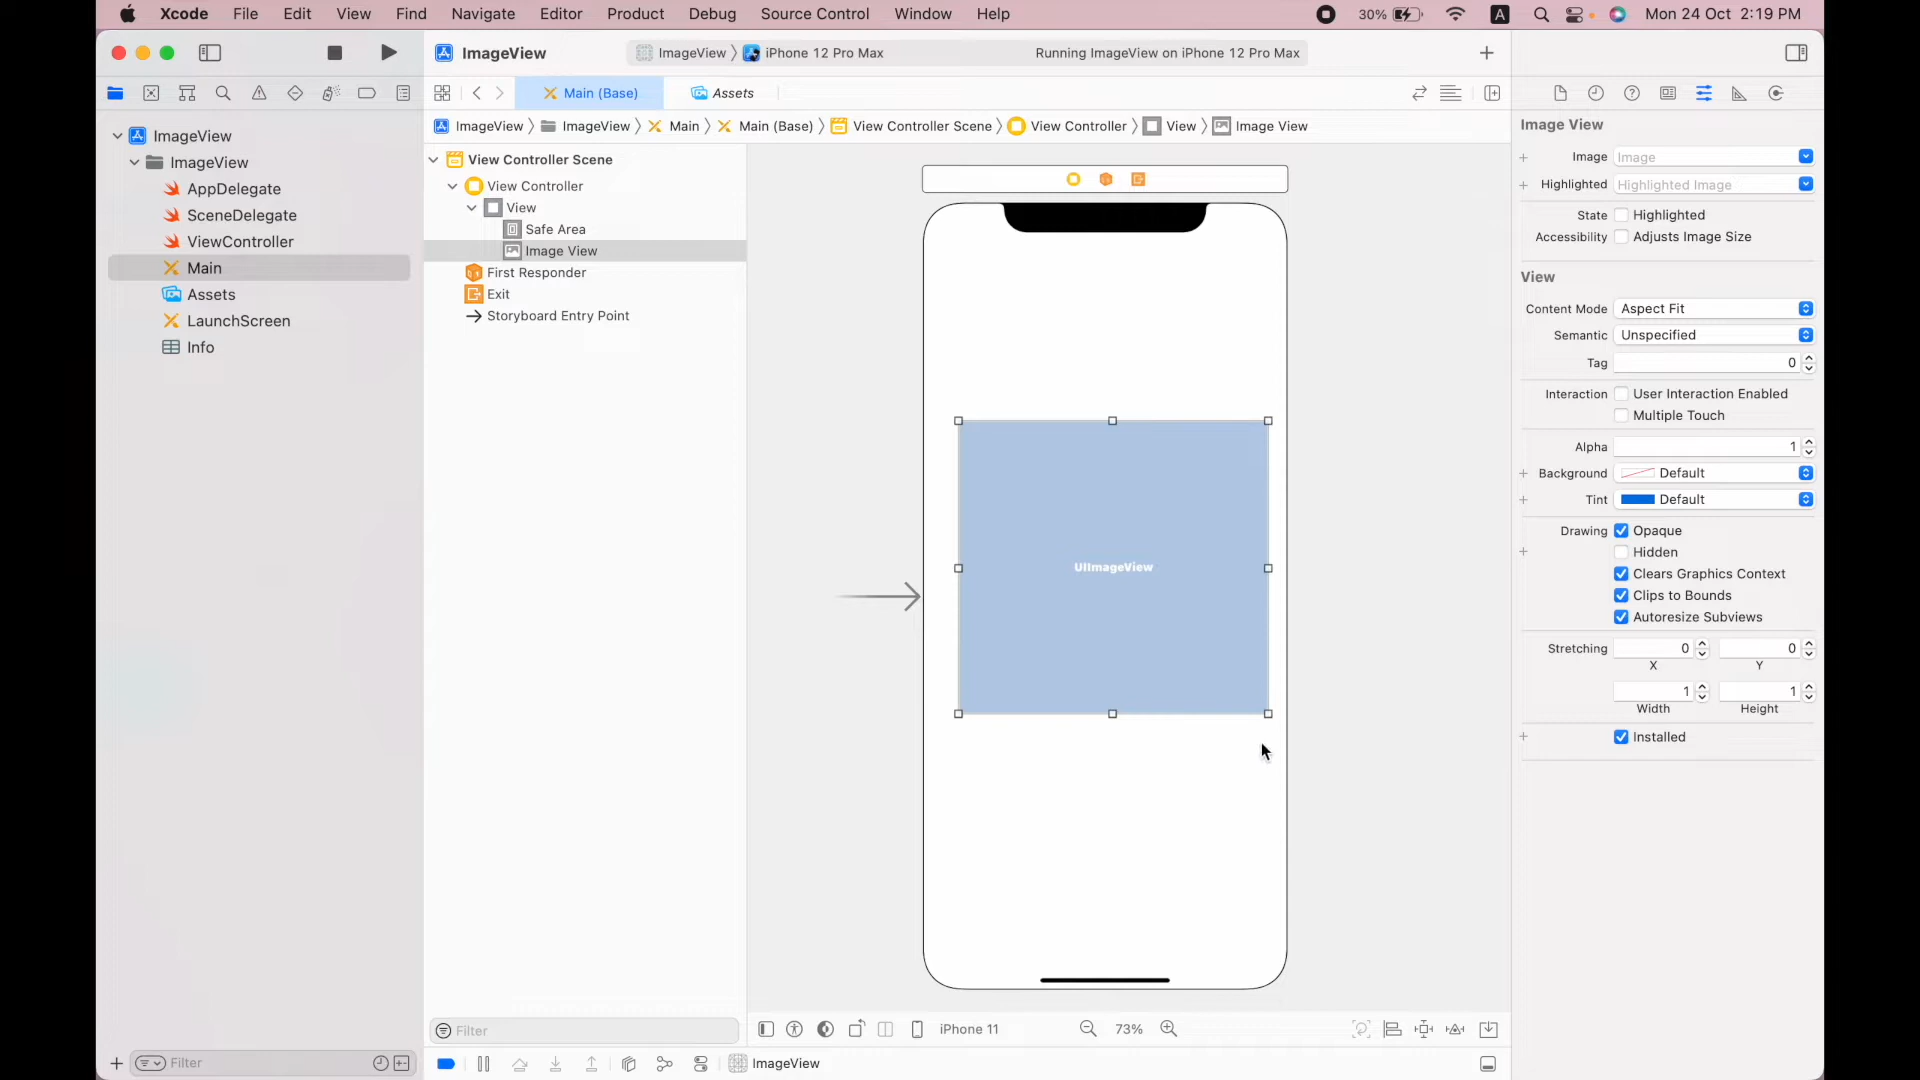 Xcode File Edit View Find Navigate Editor Product Debug Source Control Window Help 30% A Mon 24 Oct 2:19 PM
ImageView ImageView iPhone 12 Pro Max Running ImageView on iPhone 12 Pro Max
Main (Base) Assets
ImageView ImageView Main Main (Base) View Controller Scene View Controller View Image View
ImageView
ImageView
AppDelegate
SceneDelegate
ViewController
Main
Assets
LaunchScreen
Info
Filter
View Controller Scene
View Controller
View
Safe Area
Image View
First Responder
Exit
Storyboard Entry Point
Filter
UIImageView
iPhone 11 73%
ImageView
Image View
Image Image
Highlighted Highlighted Image
State Highlighted
Accessibility Adjusts Image Size
View
Content Mode Aspect Fit
Semantic Unspecified
Tag 0
Interaction User Interaction Enabled
Multiple Touch
Alpha 1
Background Default
Tint Default
Drawing Opaque
Hidden
Clears Graphics Context
Clips to Bounds
Autoresize Subviews
Stretching 0 0
X Y
1 1
Width Height
Installed